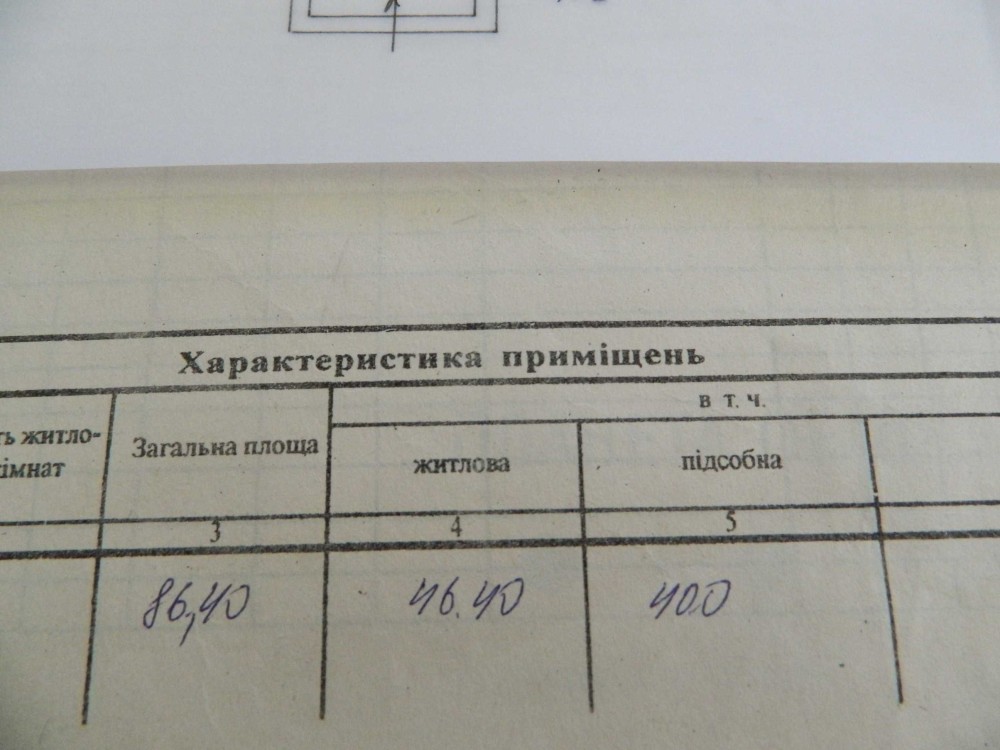 Характеристика приміщень
в т. ч.
ть житло-
імнат
Загальна площа
житлова
підсобна
3
4
5
86,40
46.40
40.0